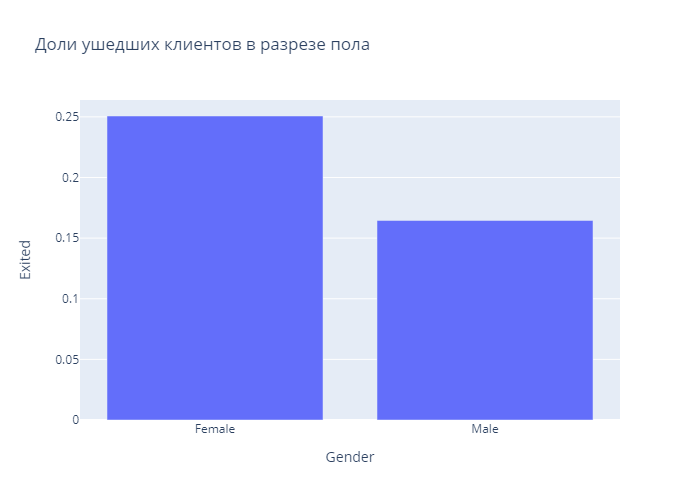 Доли ушедших клиентов в разрезе пола
0.25
0.2
0.15
0.1
0.05
0
Exited
Female
Male
Gender